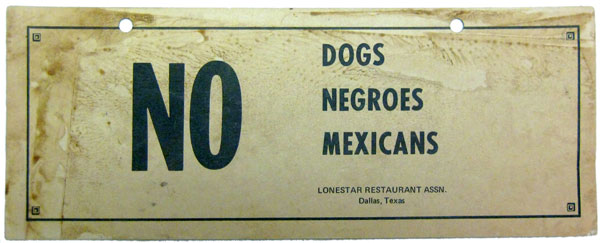 NO
DOGS
NEGROES
MEXICANS
LONESTAR RESTAURANT ASSN.
Dallas, Texas